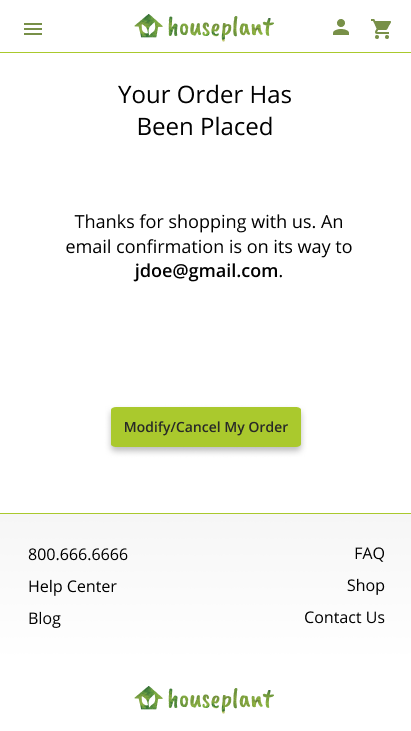 houseplant
Your Order Has
Been Placed
Thanks for shopping with us. An
email confirmation is on its way to
jdoe@gmail.com.
Modify/Cancel My Order
800.666.6666
FAQ
Help Center
Shop
Blog
Contact Us
houseplant